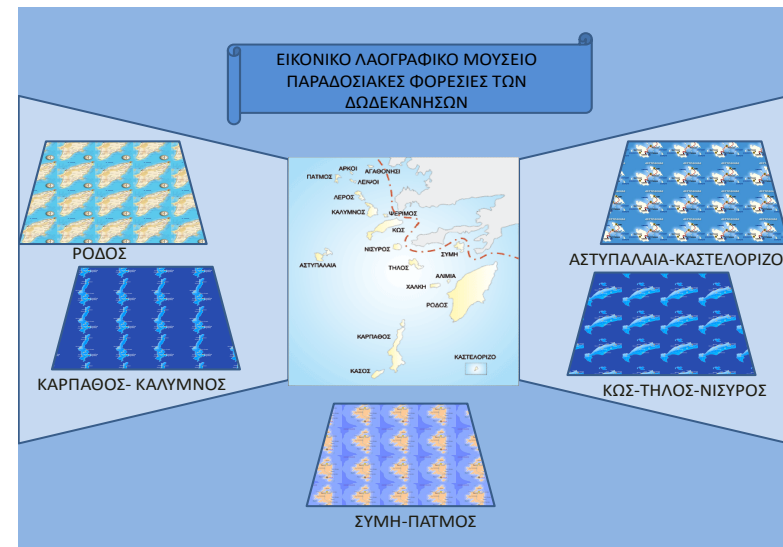 ΕΙΚΟΝΙΚΟ ΛΑΟΓΡΑΦΙΚΟ ΜΟΥΣΕΙΟ
ΠΑΡΑΔΟΣΙΑΚΕΣ ΦΟΡΕΣΙΕΣ ΤΩΝ
ΔΩΔΕΚΑΝΗΣΩΝ
ΡΟΔΟΣ
ΚΑΡΠΑΘΟΣ- ΚΑΛΥΜΝΟΣ
ΑΡΚΟΙ
ΑΓΑΘΟΝΗΣΙ
ΠΑΤΜΟΣ
ΛΕΙΨΟΙ
ΛΕΡΟΣ
ΚΑΛΥΜΝΟΣ
ΨΕΡΙΜΟΣ
ΚΩΣ
ΝΙΣΥΡΟΣ
ΣΥΜΗ
ΑΣΤΥΠΑΛΑΙΑ
ΤΗΛΟΣ
ΑΛΙΜΙΑ
ΧΑΛΚΗ
ΡΟΔΟΣ
ΚΑΡΠΑΘΟΣ
ΚΑΣΤΕΛΟΡΙΖΟ
ΚΑΣΟΣ
ΑΣΤΥΠΑΛΑΙΑ-ΚΑΣΤΕΛΟΡΙΖΟ
ΚΩΣ-ΤΗΛΟΣ-ΝΙΣΥΡΟΣ
ΣΥΜΗ-ΠΑΤΜΟΣ